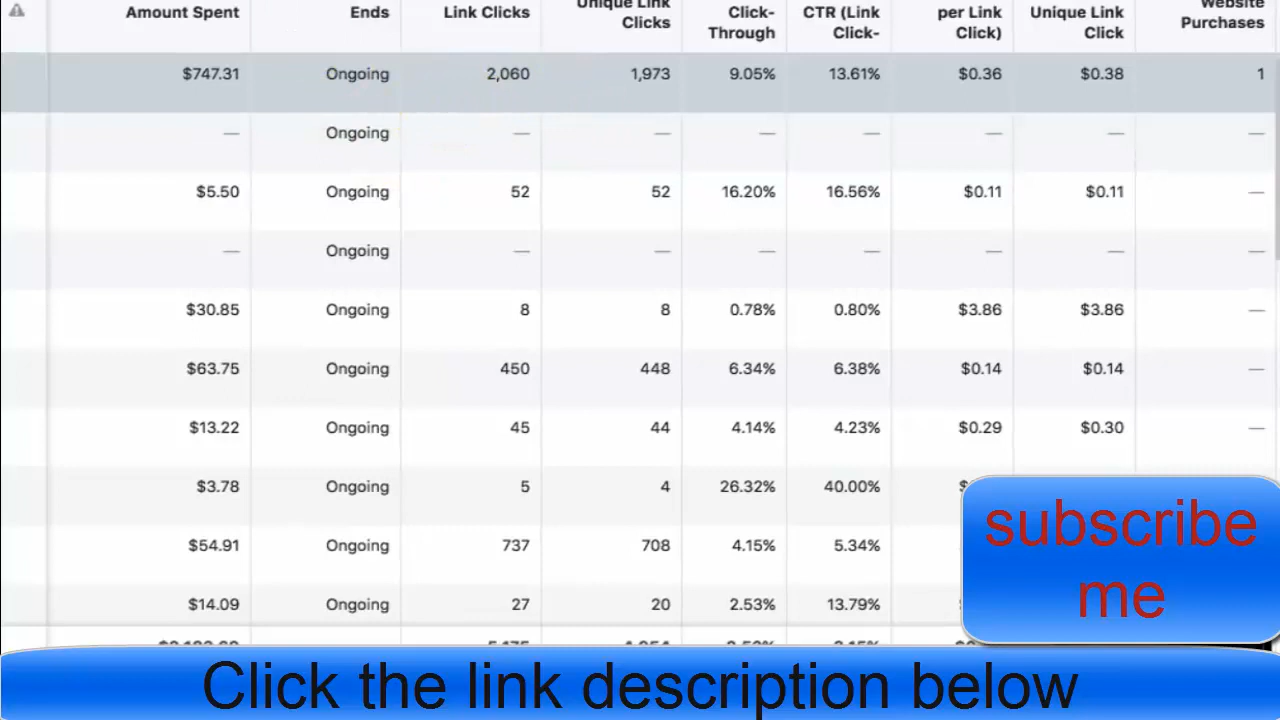 Amount Spent Ends Link Clicks Unique Link Clicks Click-Through CTR (Link Click- per Link Click) Unique Link Click Website Purchases
$747.31 Ongoing 2,060 1,973 9.05% 13.61% $0.36 $0.38 1
— Ongoing — — — — — — —
$5.50 Ongoing 52 52 16.20% 16.56% $0.11 $0.11 —
— Ongoing — — — — — — —
$30.85 Ongoing 8 8 0.78% 0.80% $3.86 $3.86 —
$63.75 Ongoing 450 448 6.34% 6.38% $0.14 $0.14 —
$13.22 Ongoing 45 44 4.14% 4.23% $0.29 $0.30 —
$3.78 Ongoing 5 4 26.32% 40.00%
$54.91 Ongoing 737 708 4.15% 5.34%
$14.09 Ongoing 27 20 2.53% 13.79%
subscribe
me
Click the link description below